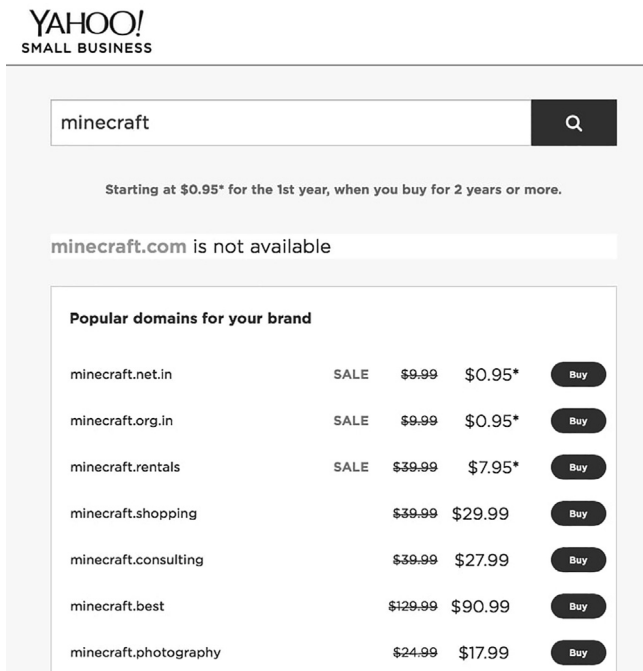 YAHOO!
SMALL BUSINESS
minecraft
Starting at $0.95* for the 1st year, when you buy for 2 years or more.
minecraft.com is not available
Popular domains for your brand
minecraft.net.in SALE $9.99 $0.95* Buy
minecraft.org.in SALE $9.99 $0.95* Buy
minecraft.rentals SALE $39.99 $7.95* Buy
minecraft.shopping $39.99 $29.99 Buy
minecraft.consulting $39.99 $27.99 Buy
minecraft.best $129.99 $90.99 Buy
minecraft.photography $24.99 $17.99 Buy